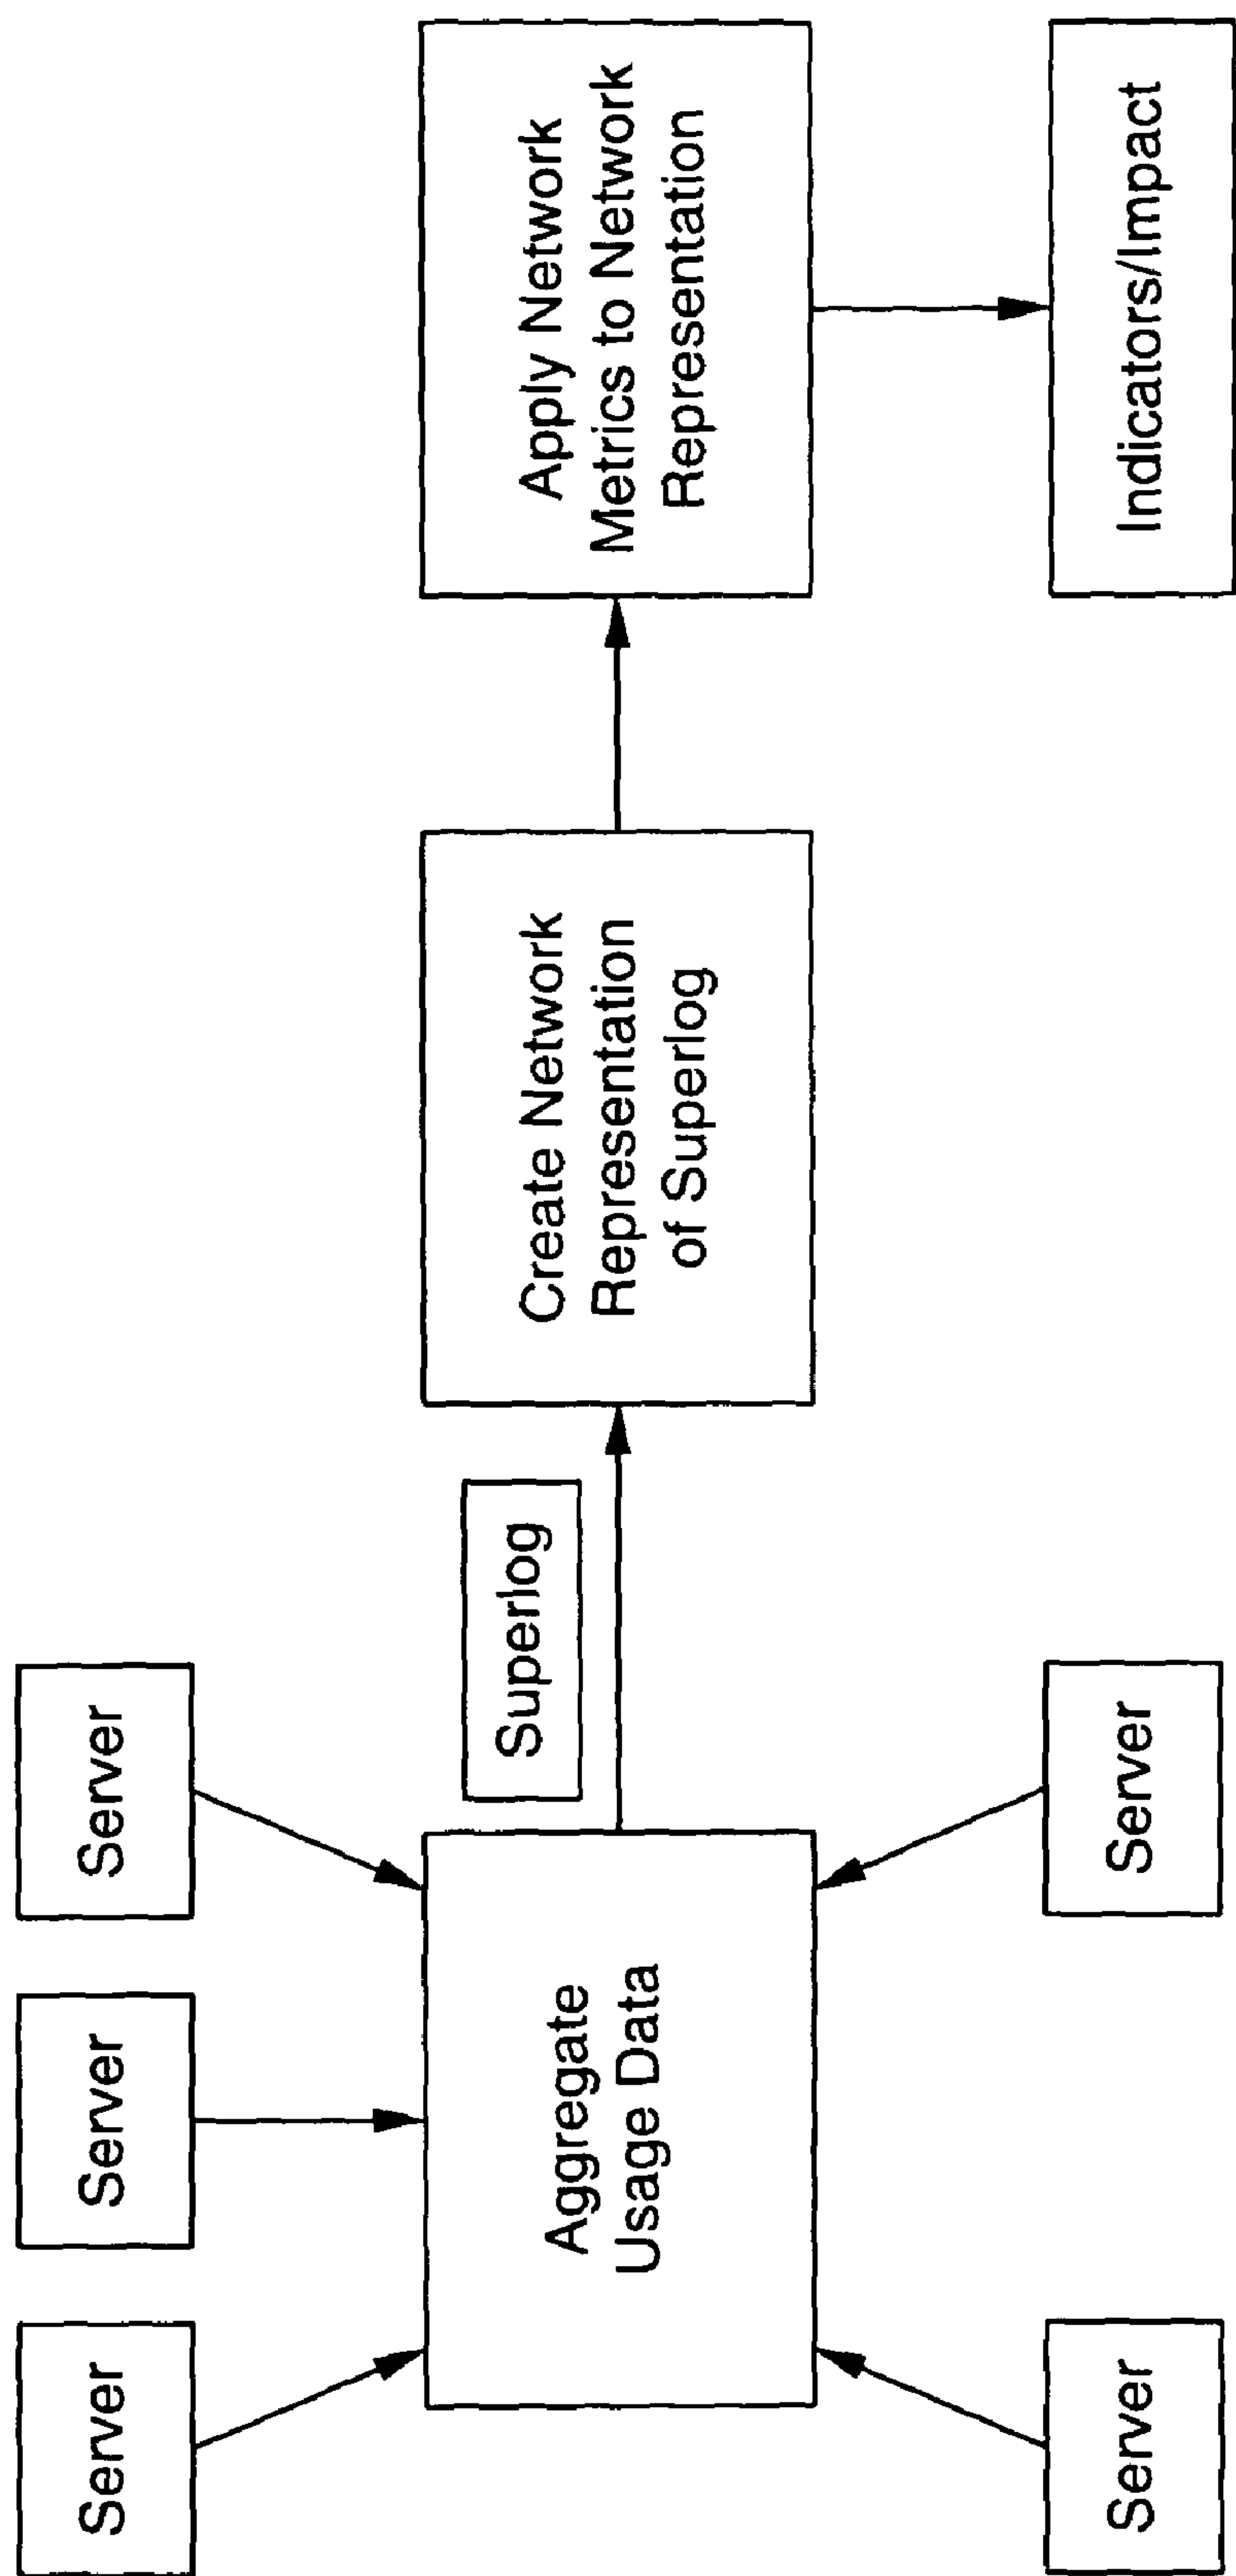 Server
Server
Server
Aggregate
Usage Data
Server
Server
Superlog
Create Network
Representation
of Superlog
Apply Network
Metrics to Network
Representation
Indicators/Impact